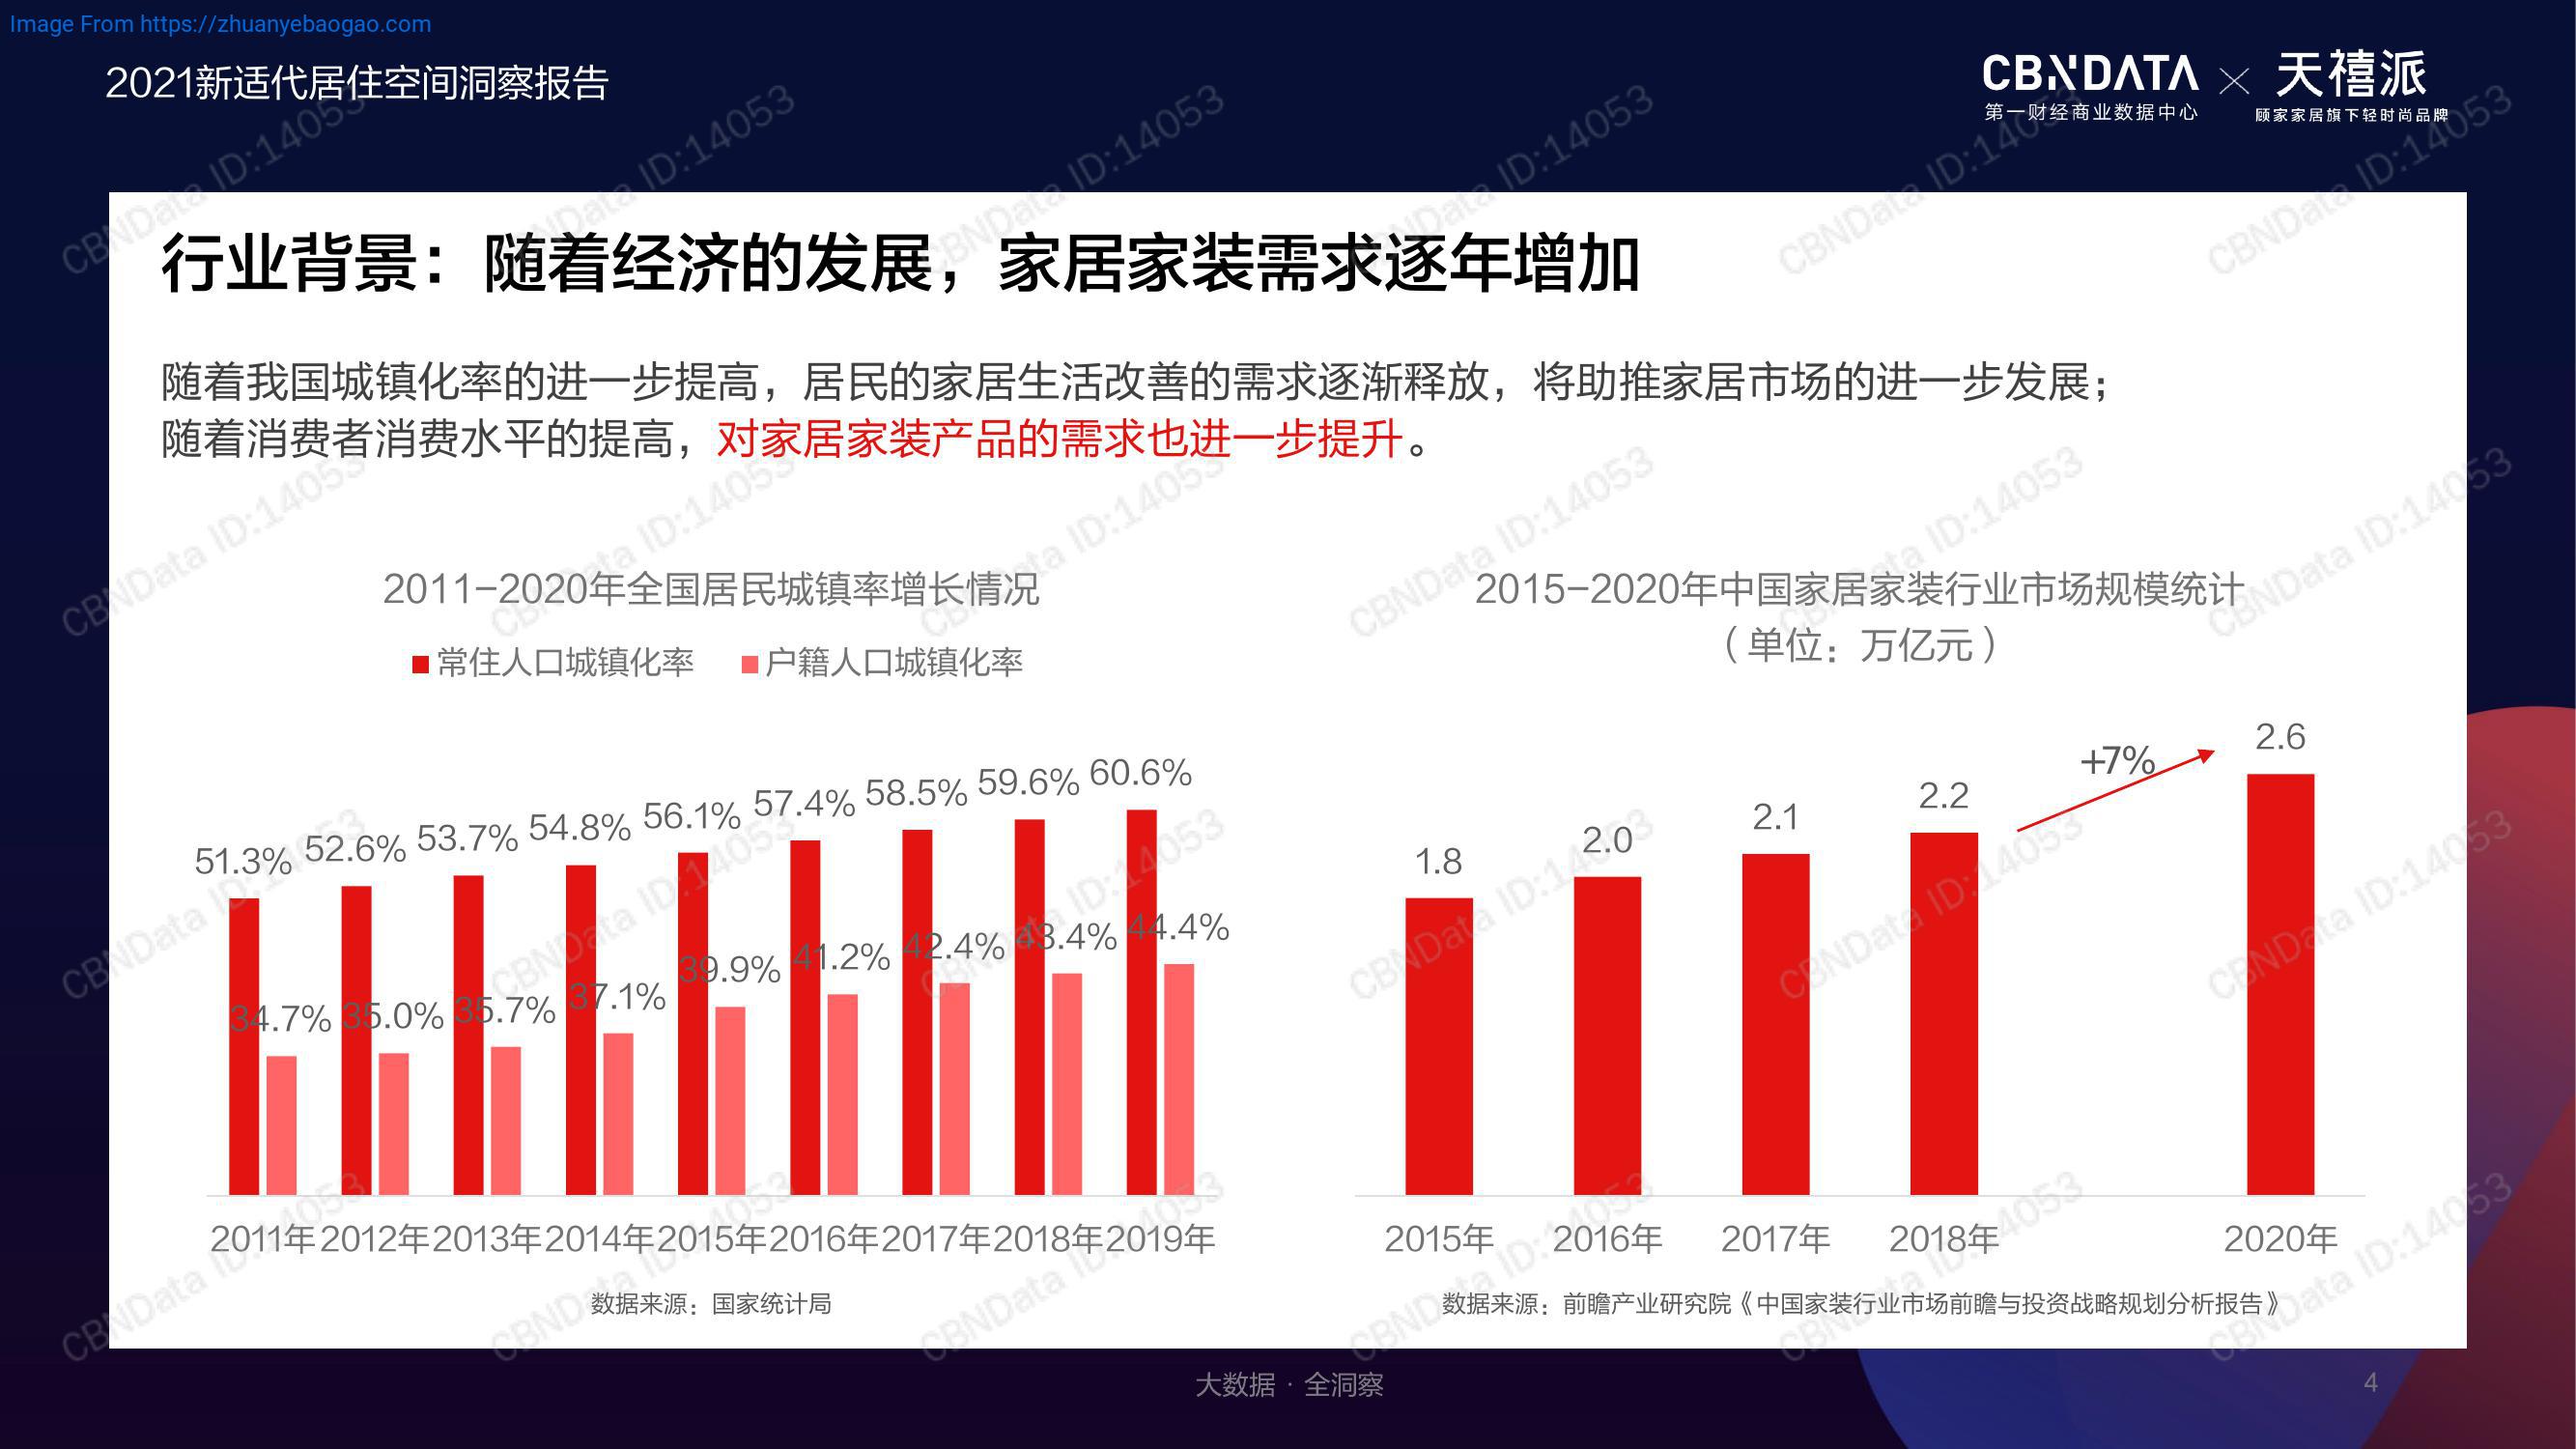 Image From https://zhuanyebaogao.com
2021新适代居住空间洞察报告
CBNDATA × 天禧派
第一财经商业数据中心 顾家家居旗下轻时尚品牌
行业背景：随着经济的发展，家居家装需求逐年增加
随着我国城镇化率的进一步提高，居民的家居生活改善的需求逐渐释放，将助推家居市场的进一步发展；
随着消费者消费水平的提高，对家居家装产品的需求也进一步提升。
2011-2020年全国居民城镇率增长情况
常住人口城镇化率 户籍人口城镇化率
51.3% 52.6% 53.7% 54.8% 56.1% 57.4% 58.5% 59.6% 60.6%
34.7% 35.0% 35.7% 37.1% 39.9% 41.2% 42.4% 43.4% 44.4%
2011年 2012年 2013年 2014年 2015年 2016年 2017年 2018年 2019年
数据来源：国家统计局
2015-2020年中国家居家装行业市场规模统计
（单位：万亿元）
1.8 2.0 2.1 2.2 +7% 2.6
2015年 2016年 2017年 2018年 2020年
数据来源：前瞻产业研究院《中国家装行业市场前瞻与投资战略规划分析报告》
大数据 · 全洞察
4
CBNData ID:14053